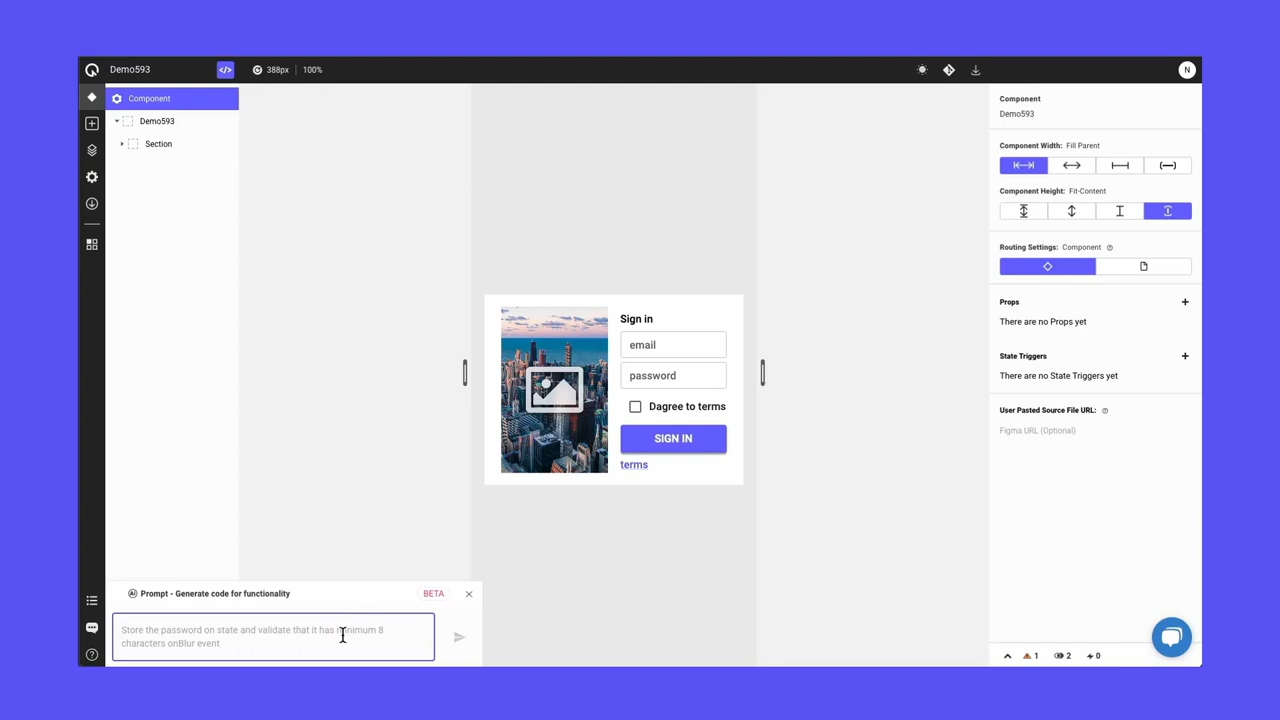 Demo593
</>
388px
100%
N
Component
Demo593
Section
Sign in
email
password
Dagree to terms
SIGN IN
terms
AI Prompt - Generate code for functionality
BETA
Store the password on state and validate that it has minimum 8
characters onBlur event
Component
Demo593
Component Width: Fill Parent
Component Height: Fit-Content
Routing Settings: Component
Props
There are no Props yet
State Triggers
There are no State Triggers yet
User Pasted Source File URL:
Figma URL (Optional)
1
2
0